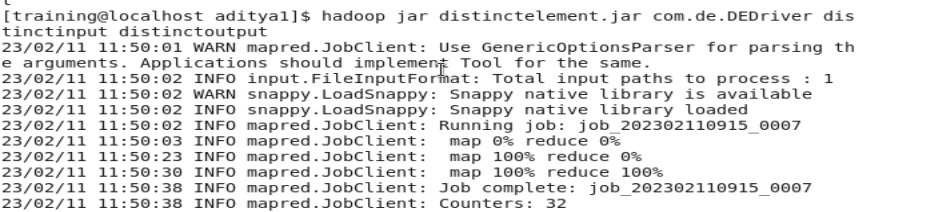 [training@localhost aditya1]$ hadoop jar distinctelement.jar com.de.DEDriver dis
tinctinput distinctoutput
23/02/11 11:50:01 WARN mapred.JobClient: Use GenericOptionsParser for parsing th
e arguments. Applications should implement Tool for the same.
23/02/11 11:50:02 INFO input.FileInputFormat: Total input paths to process : 1
23/02/11 11:50:02 WARN snappy.LoadSnappy: Snappy native library is available
23/02/11 11:50:02 INFO snappy.LoadSnappy: Snappy native library loaded
23/02/11 11:50:02 INFO mapred.JobClient: Running job: job_202302110915_0007
23/02/11 11:50:03 INFO mapred.JobClient:  map 0% reduce 0%
23/02/11 11:50:23 INFO mapred.JobClient:  map 100% reduce 0%
23/02/11 11:50:30 INFO mapred.JobClient:  map 100% reduce 100%
23/02/11 11:50:38 INFO mapred.JobClient: Job complete: job_202302110915_0007
23/02/11 11:50:38 INFO mapred.JobClient: Counters: 32